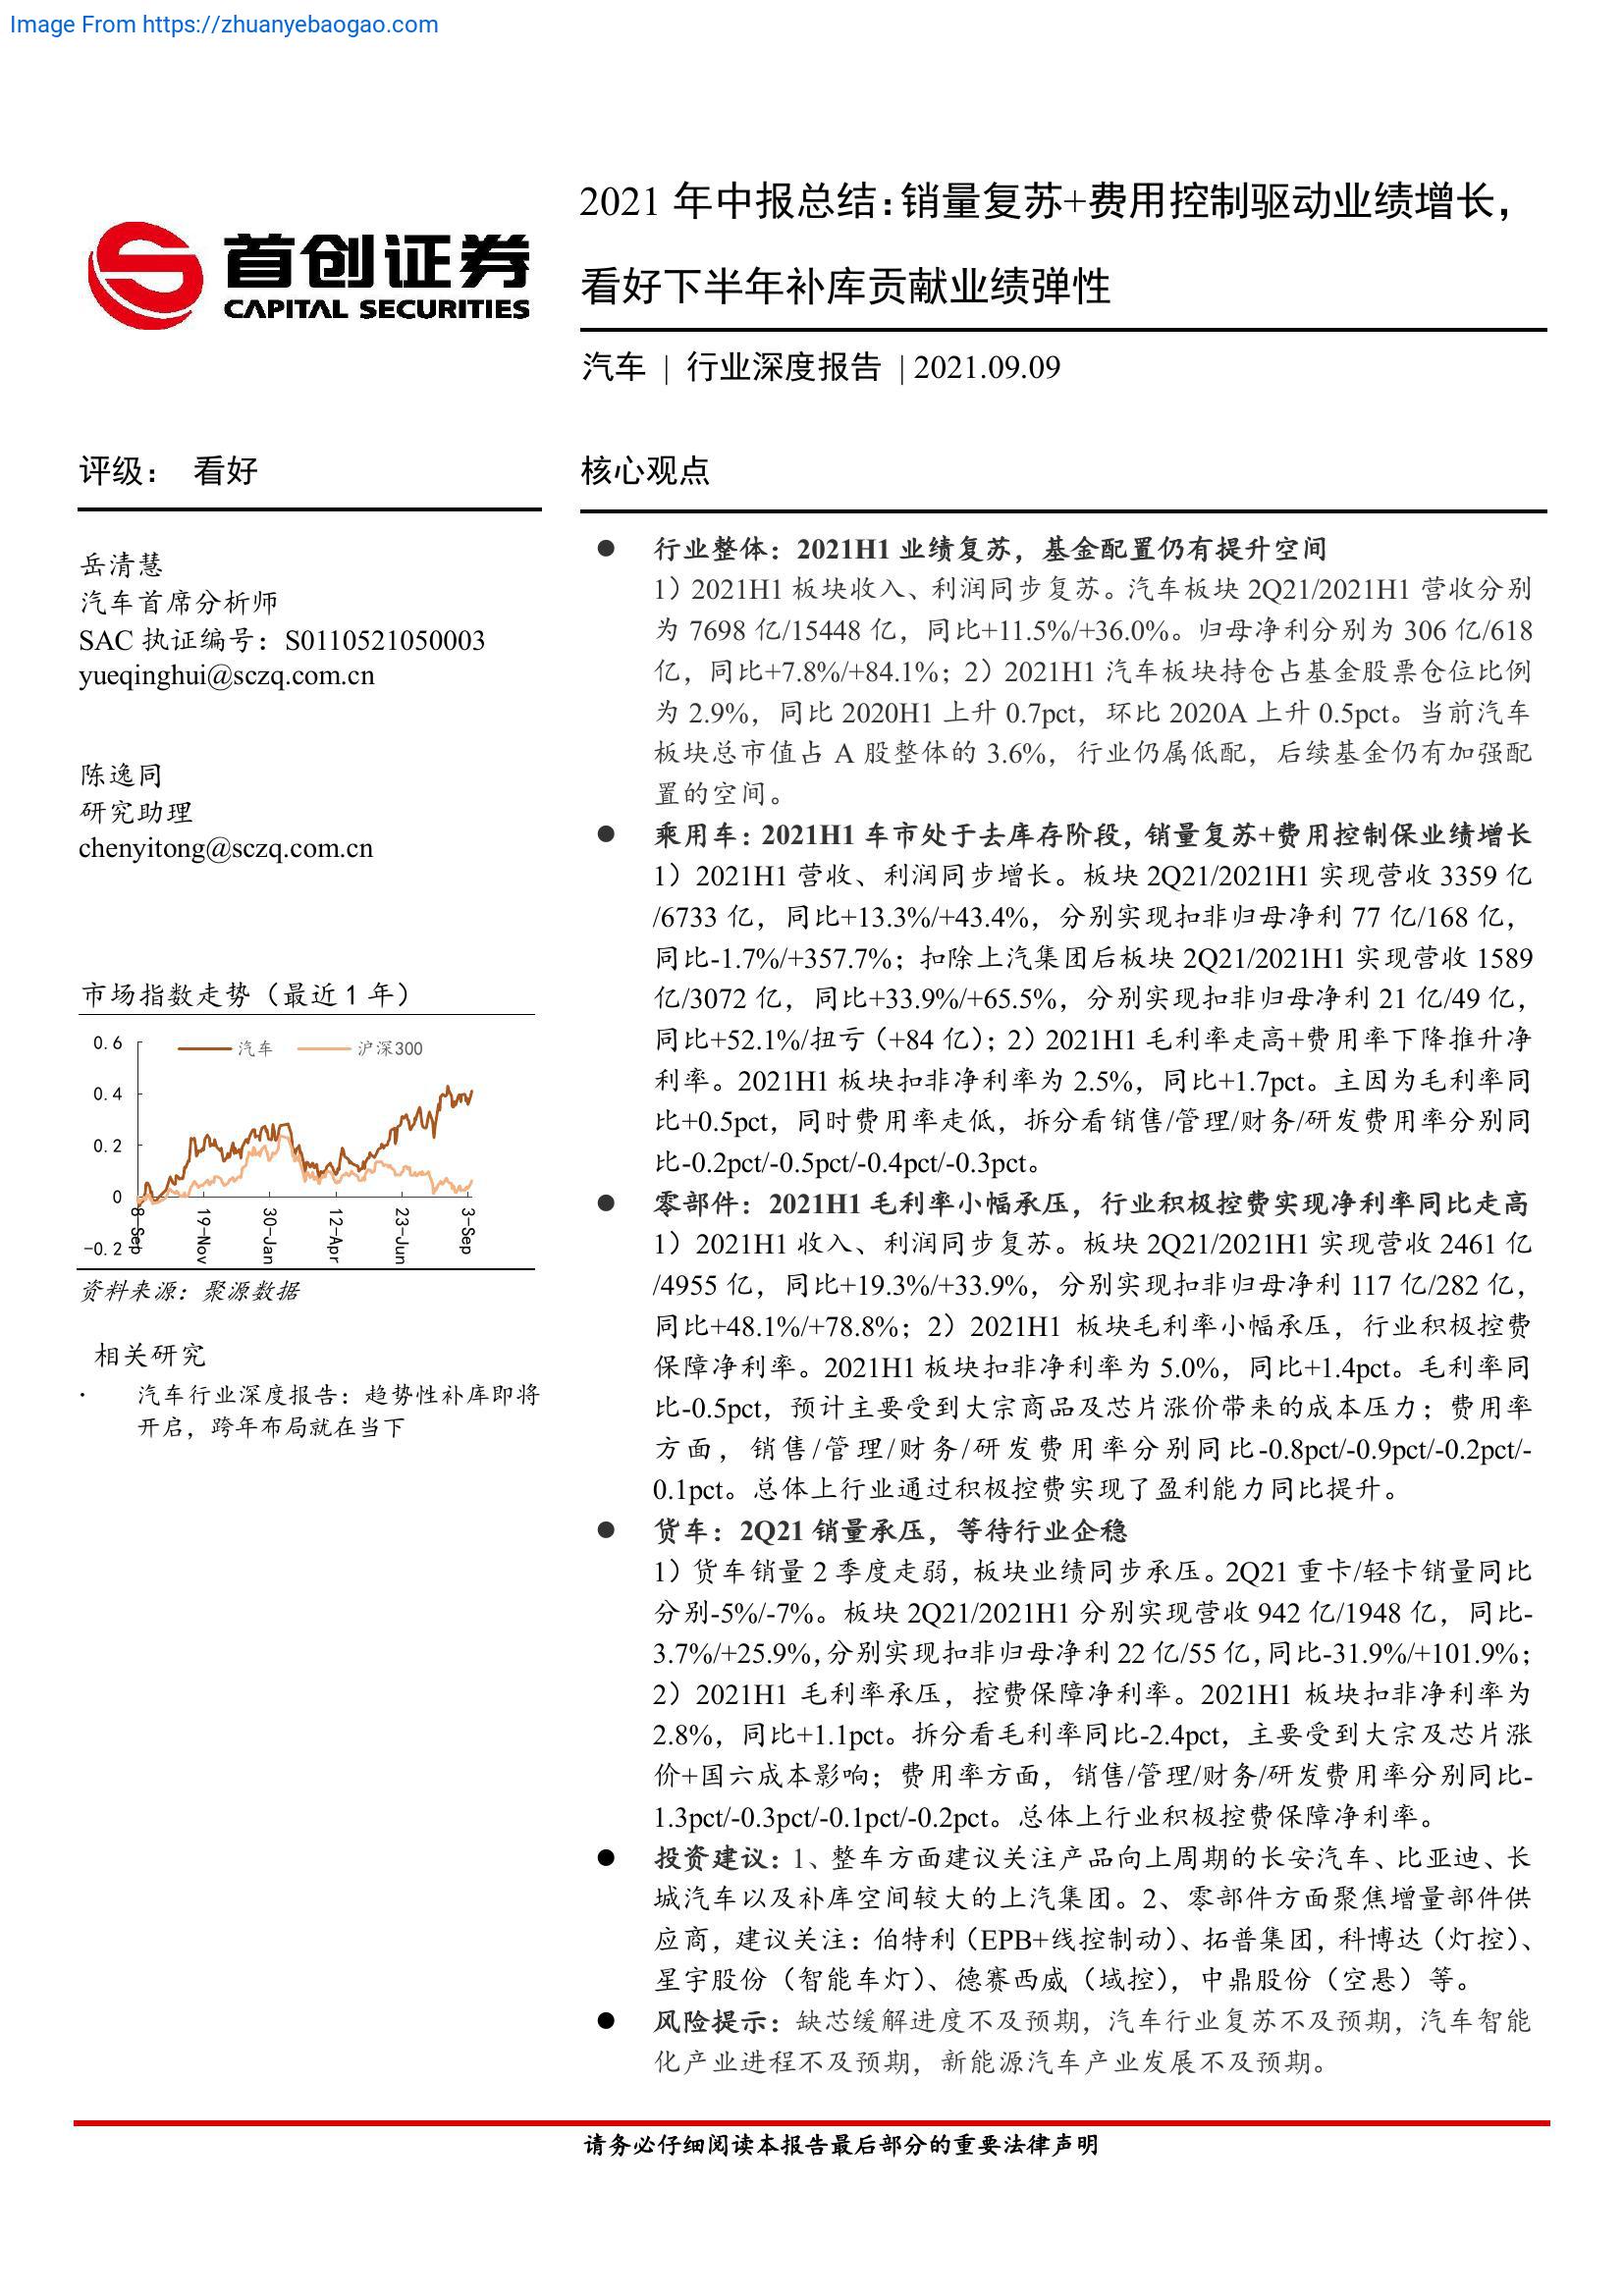 Image From https://zhuanyebaogao.com
首创证券
CAPITAL SECURITIES
2021 年中报总结:销量复苏+费用控制驱动业绩增长，
看好下半年补库贡献业绩弹性
汽车 | 行业深度报告 | 2021.09.09
评级： 看好
岳清慧
汽车首席分析师
SAC 执证编号：S0110521050003
yueqinghui@sczq.com.cn
陈逸同
研究助理
chenyitong@sczq.com.cn
市场指数走势（最近 1 年）
0.6
0.4
0.2
0
-0.2
汽车
沪深300
8-Sep
19-Nov
30-Jan
12-Apr
23-Jun
3-Sep
资料来源：聚源数据
相关研究
· 汽车行业深度报告：趋势性补库即将
开启，跨年布局就在当下
核心观点
● 行业整体：2021H1 业绩复苏，基金配置仍有提升空间
1）2021H1 板块收入、利润同步复苏。汽车板块 2Q21/2021H1 营收分别
为 7698 亿/15448 亿，同比+11.5%/+36.0%。归母净利分别为 306 亿/618
亿，同比+7.8%/+84.1%；2）2021H1 汽车板块持仓占基金股票仓位比例
为 2.9%，同比 2020H1 上升 0.7pct，环比 2020A 上升 0.5pct。当前汽车
板块总市值占 A 股整体的 3.6%，行业仍属低配，后续基金仍有加强配
置的空间。
● 乘用车：2021H1 车市处于去库存阶段，销量复苏+费用控制保业绩增长
1）2021H1 营收、利润同步增长。板块 2Q21/2021H1 实现营收 3359 亿
/6733 亿，同比+13.3%/+43.4%，分别实现扣非归母净利 77 亿/168 亿，
同比-1.7%/+357.7%；扣除上汽集团后板块 2Q21/2021H1 实现营收 1589
亿/3072 亿，同比+33.9%/+65.5%，分别实现扣非归母净利 21 亿/49 亿，
同比+52.1%/扭亏（+84 亿）；2）2021H1 毛利率走高+费用率下降推升净
利率。2021H1 板块扣非净利率为 2.5%，同比+1.7pct。主因为毛利率同
比+0.5pct，同时费用率走低，拆分看销售/管理/财务/研发费用率分别同
比-0.2pct/-0.5pct/-0.4pct/-0.3pct。
● 零部件：2021H1 毛利率小幅承压，行业积极控费实现净利率同比走高
1）2021H1 收入、利润同步复苏。板块 2Q21/2021H1 实现营收 2461 亿
/4955 亿，同比+19.3%/+33.9%，分别实现扣非归母净利 117 亿/282 亿，
同比+48.1%/+78.8%；2）2021H1 板块毛利率小幅承压，行业积极控费
保障净利率。2021H1 板块扣非净利率为 5.0%，同比+1.4pct。毛利率同
比-0.5pct，预计主要受到大宗商品及芯片涨价带来的成本压力；费用率
方面，销售/管理/财务/研发费用率分别同比-0.8pct/-0.9pct/-0.2pct/-
0.1pct。总体上行业通过积极控费实现了盈利能力同比提升。
● 货车：2Q21 销量承压，等待行业企稳
1）货车销量 2 季度走弱，板块业绩同步承压。2Q21 重卡/轻卡销量同比
分别-5%/-7%。板块 2Q21/2021H1 分别实现营收 942 亿/1948 亿，同比-
3.7%/+25.9%，分别实现扣非归母净利 22 亿/55 亿，同比-31.9%/+101.9%；
2）2021H1 毛利率承压，控费保障净利率。2021H1 板块扣非净利率为
2.8%，同比+1.1pct。拆分看毛利率同比-2.4pct，主要受到大宗及芯片涨
价+国六成本影响；费用率方面，销售/管理/财务/研发费用率分别同比-
1.3pct/-0.3pct/-0.1pct/-0.2pct。总体上行业积极控费保障净利率。
● 投资建议：1、整车方面建议关注产品向上周期的长安汽车、比亚迪、长
城汽车以及补库空间较大的上汽集团。2、零部件方面聚焦增量部件供
应商，建议关注：伯特利（EPB+线控制动）、拓普集团，科博达（灯控）、
星宇股份（智能车灯）、德赛西威（域控），中鼎股份（空悬）等。
● 风险提示：缺芯缓解进度不及预期，汽车行业复苏不及预期，汽车智能
化产业进程不及预期，新能源汽车产业发展不及预期。
请务必仔细阅读本报告最后部分的重要法律声明